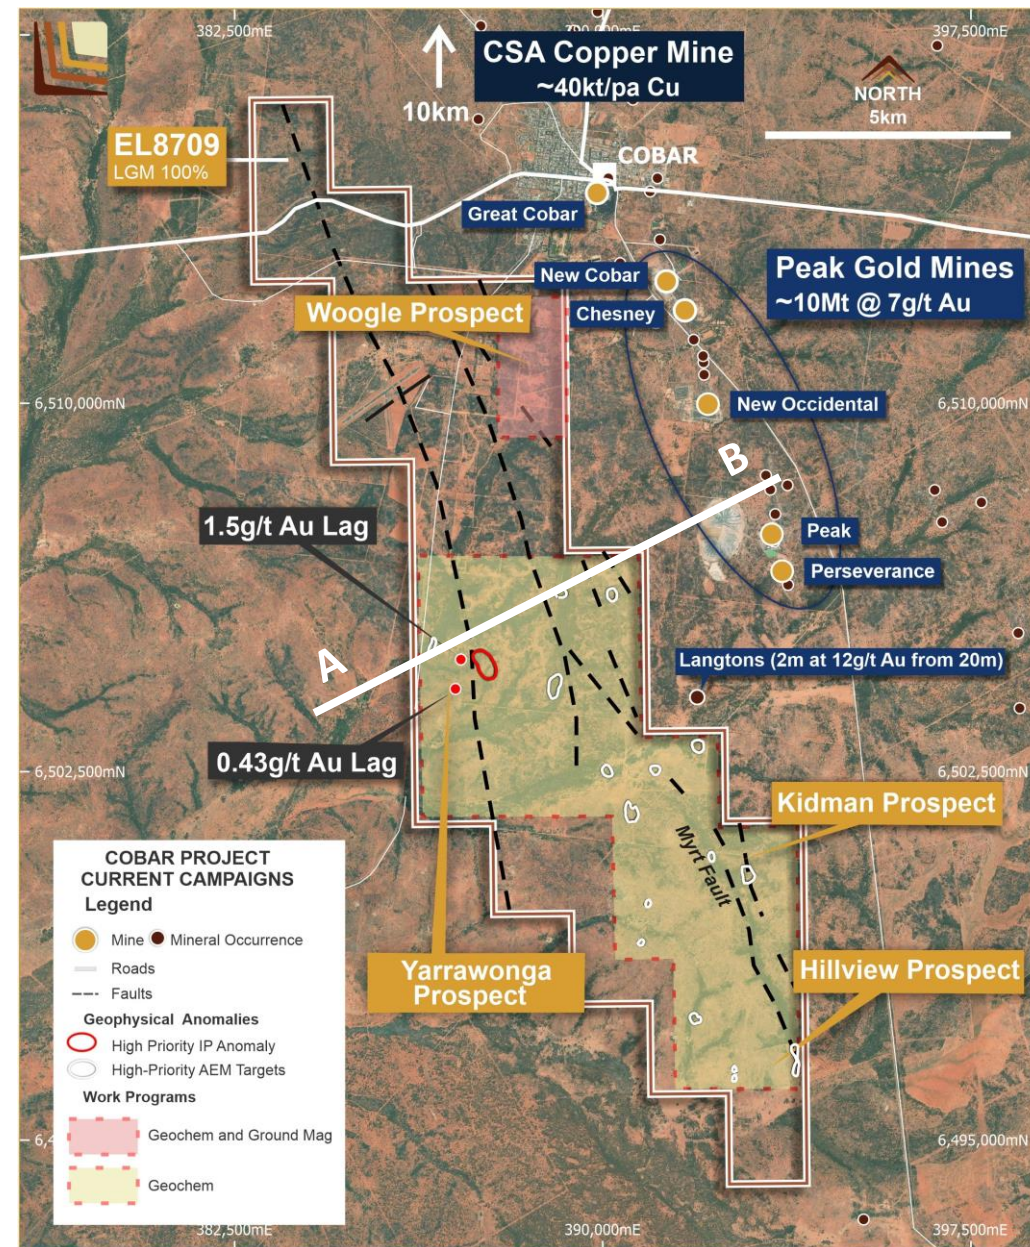 382,500mE
390,000mE
397,500mE
CSA Copper Mine
~40kt/pa Cu
10km
NORTH
5km
EL8709
LGM 100%
COBAR
Great Cobar
New Cobar
Peak Gold Mines
~10Mt @ 7g/t Au
Woogle Prospect
Chesney
6,510,000mN
New Occidental
6,510,000mN
B
1.5g/t Au Lag
Peak
Perseverance
A
Langtons (2m at 12g/t Au from 20m)
0.43g/t Au Lag
6,502,500mN
6,502,500mN
Kidman Prospect
Myrt Fault
Yarrawonga
Prospect
Hillview Prospect
COBAR PROJECT
CURRENT CAMPAIGNS
Legend
Mine
Mineral Occurrence
Roads
Faults
Geophysical Anomalies
High Priority IP Anomaly
High-Priority AEM Targets
Work Programs
Geochem and Ground Mag
Geochem
6,495,000mN
382,500mE
390,000mE
397,500mE